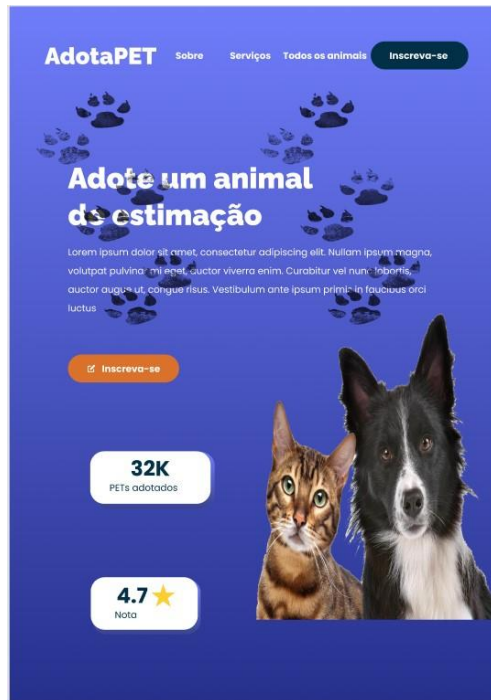 AdotaPET Sobre Serviços Todos os animais Inscreva-se
Adote um animal
de estimação
Lorem ipsum dolor sit amet, consectetur adipiscing elit. Nullam ipsum magna,
volutpat pulvinar mi eget, auctor viverra enim. Curabitur vel nunc lobortis,
auctor augue ut, congue risus. Vestibulum ante ipsum primis in faucibus orci
luctus
Inscreva-se
32K
PETs adotados
4.7
Nota